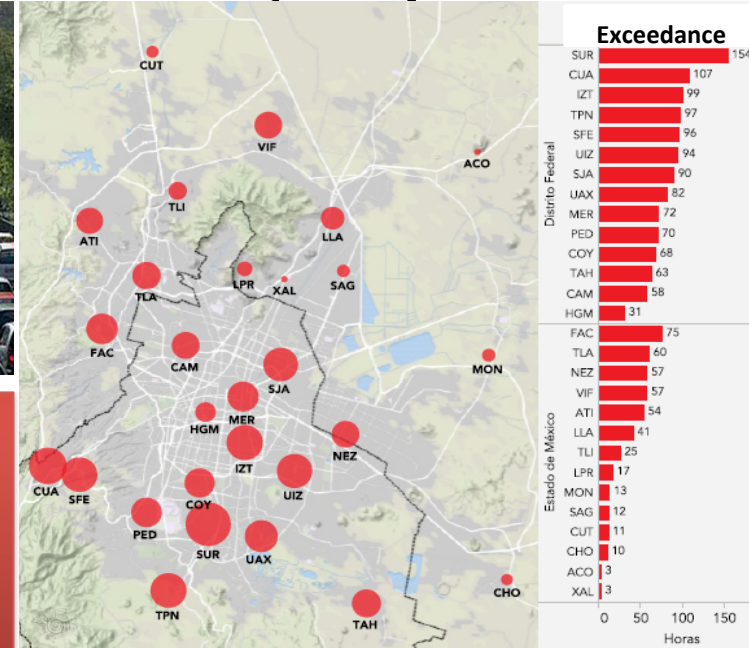 CUT
VIF
ACO
TLI
ATI
LLA
TLA
LPR
XAL
SAG
FAC
CAM
SJA
MON
MER
HGM
IZT
NEZ
CUA
SFE
UIZ
COY
PED
SUR
UAX
TPN
TAH
CHO
Exceedance
Distrito Federal
SUR 154
CUA 107
IZT 99
TPN 97
SFE 96
UIZ 94
SJA 90
UAX 82
MER 72
PED 70
COY 68
TAH 63
CAM 58
HGM 31
Estado de México
FAC 75
TLA 60
NEZ 57
VIF 57
ATI 54
LLA 41
TLI 25
LPR 17
MON 13
SAG 12
CUT 11
CHO 10
ACO 3
XAL 3
0 50 100 150
Horas